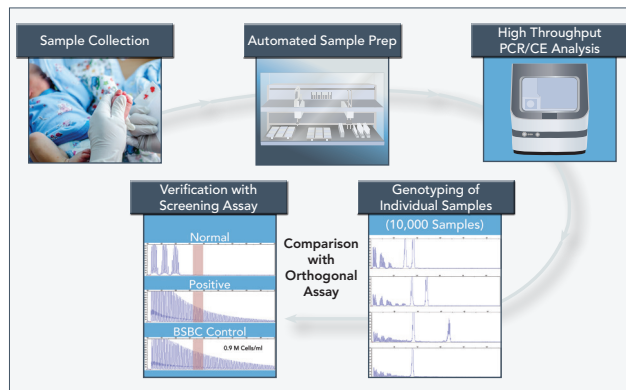 Sample Collection
Automated Sample Prep
High Throughput
PCR/CE Analysis
Verification with
Screening Assay
Genotyping of
Individual Samples
(10,000 Samples)
Normal
Comparison
with
Orthogonal
Assay
Positive
BSBC Control
0.9 M Cells/ml